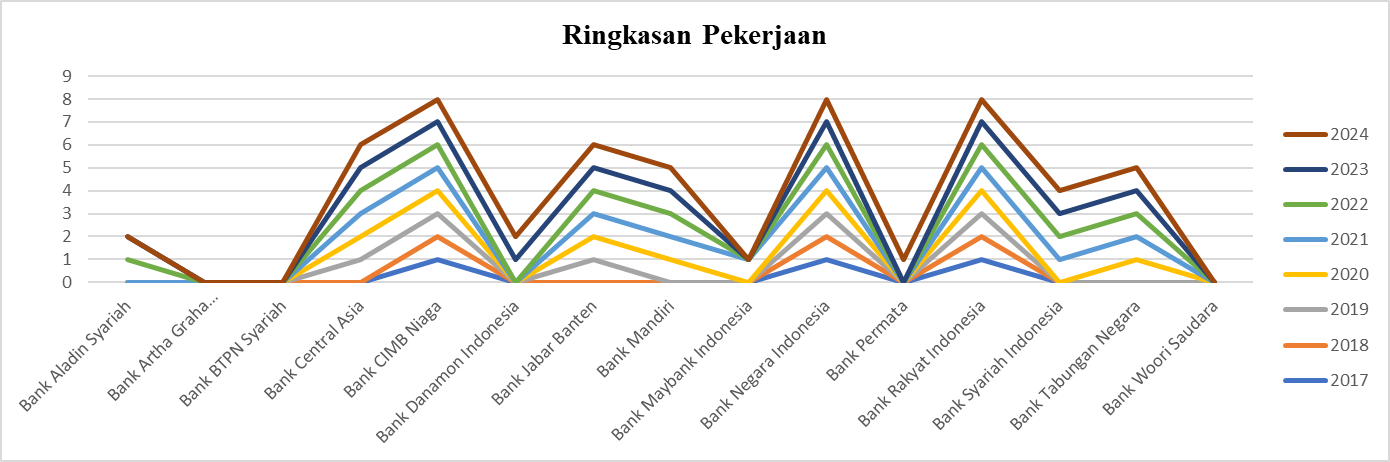 Ringkasan Pekerjaan
9
8
7
6
5
4
3
2
1
0
Bank Aladin Syariah
Bank Artha Graha...
Bank BTPN Syariah
Bank Central Asia
Bank CIMB Niaga
Bank Danamon Indonesia
Bank Jabar Banten
Bank Mandiri
Bank Maybank Indonesia
Bank Negara Indonesia
Bank Permata
Bank Rakyat Indonesia
Bank Syariah Indonesia
Bank Tabungan Negara
Bank Woori Saudara
2024
2023
2022
2021
2020
2019
2018
2017